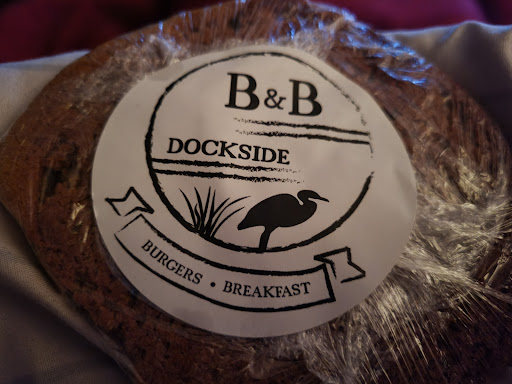 B & B
DOCKSIDE
BURGERS • BREAKFAST